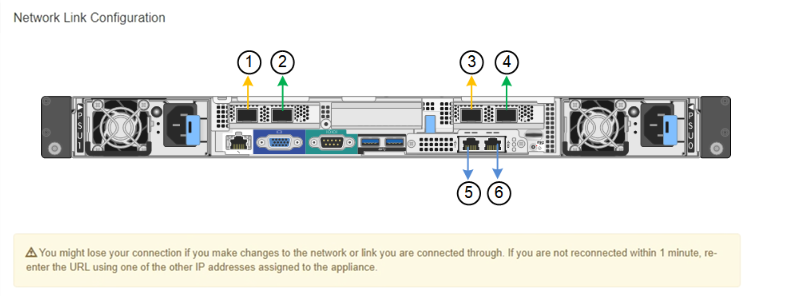 Network Link Configuration
1 2 3 4
PSU1 PSU0
5 6
You might lose your connection if you make changes to the network or link you are connected through. If you are not reconnected within 1 minute, re-
enter the URL using one of the other IP addresses assigned to the appliance.